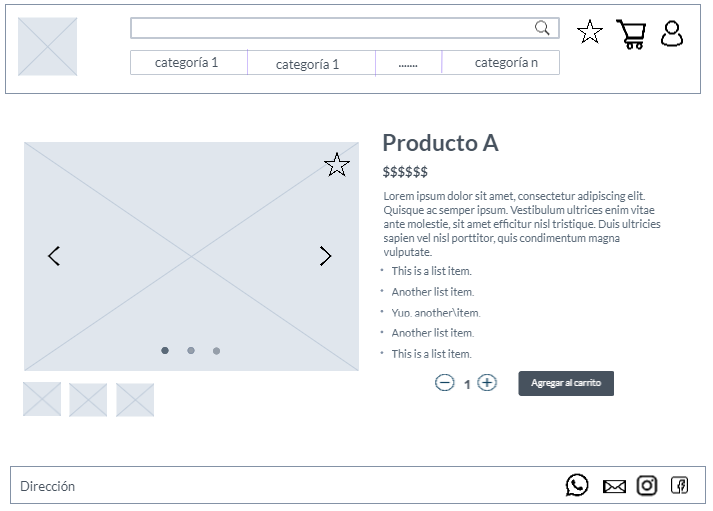 categoría 1
categoría 1
.......
categoría n
Producto A
$$$$$$
Lorem ipsum dolor sit amet, consectetur adipiscing elit.
Quisque ac semper ipsum. Vestibulum ultrices enim vitae
ante molestie, sit amet efficitur nisl tristique. Duis ultricies
sapien vel nisl porttitor, quis condimentum magna
vulputate.
• This is a list item.
• Another list item.
• Yup, another\item.
• Another list item.
• This is a list item.
1
Agregar al carrito
Dirección